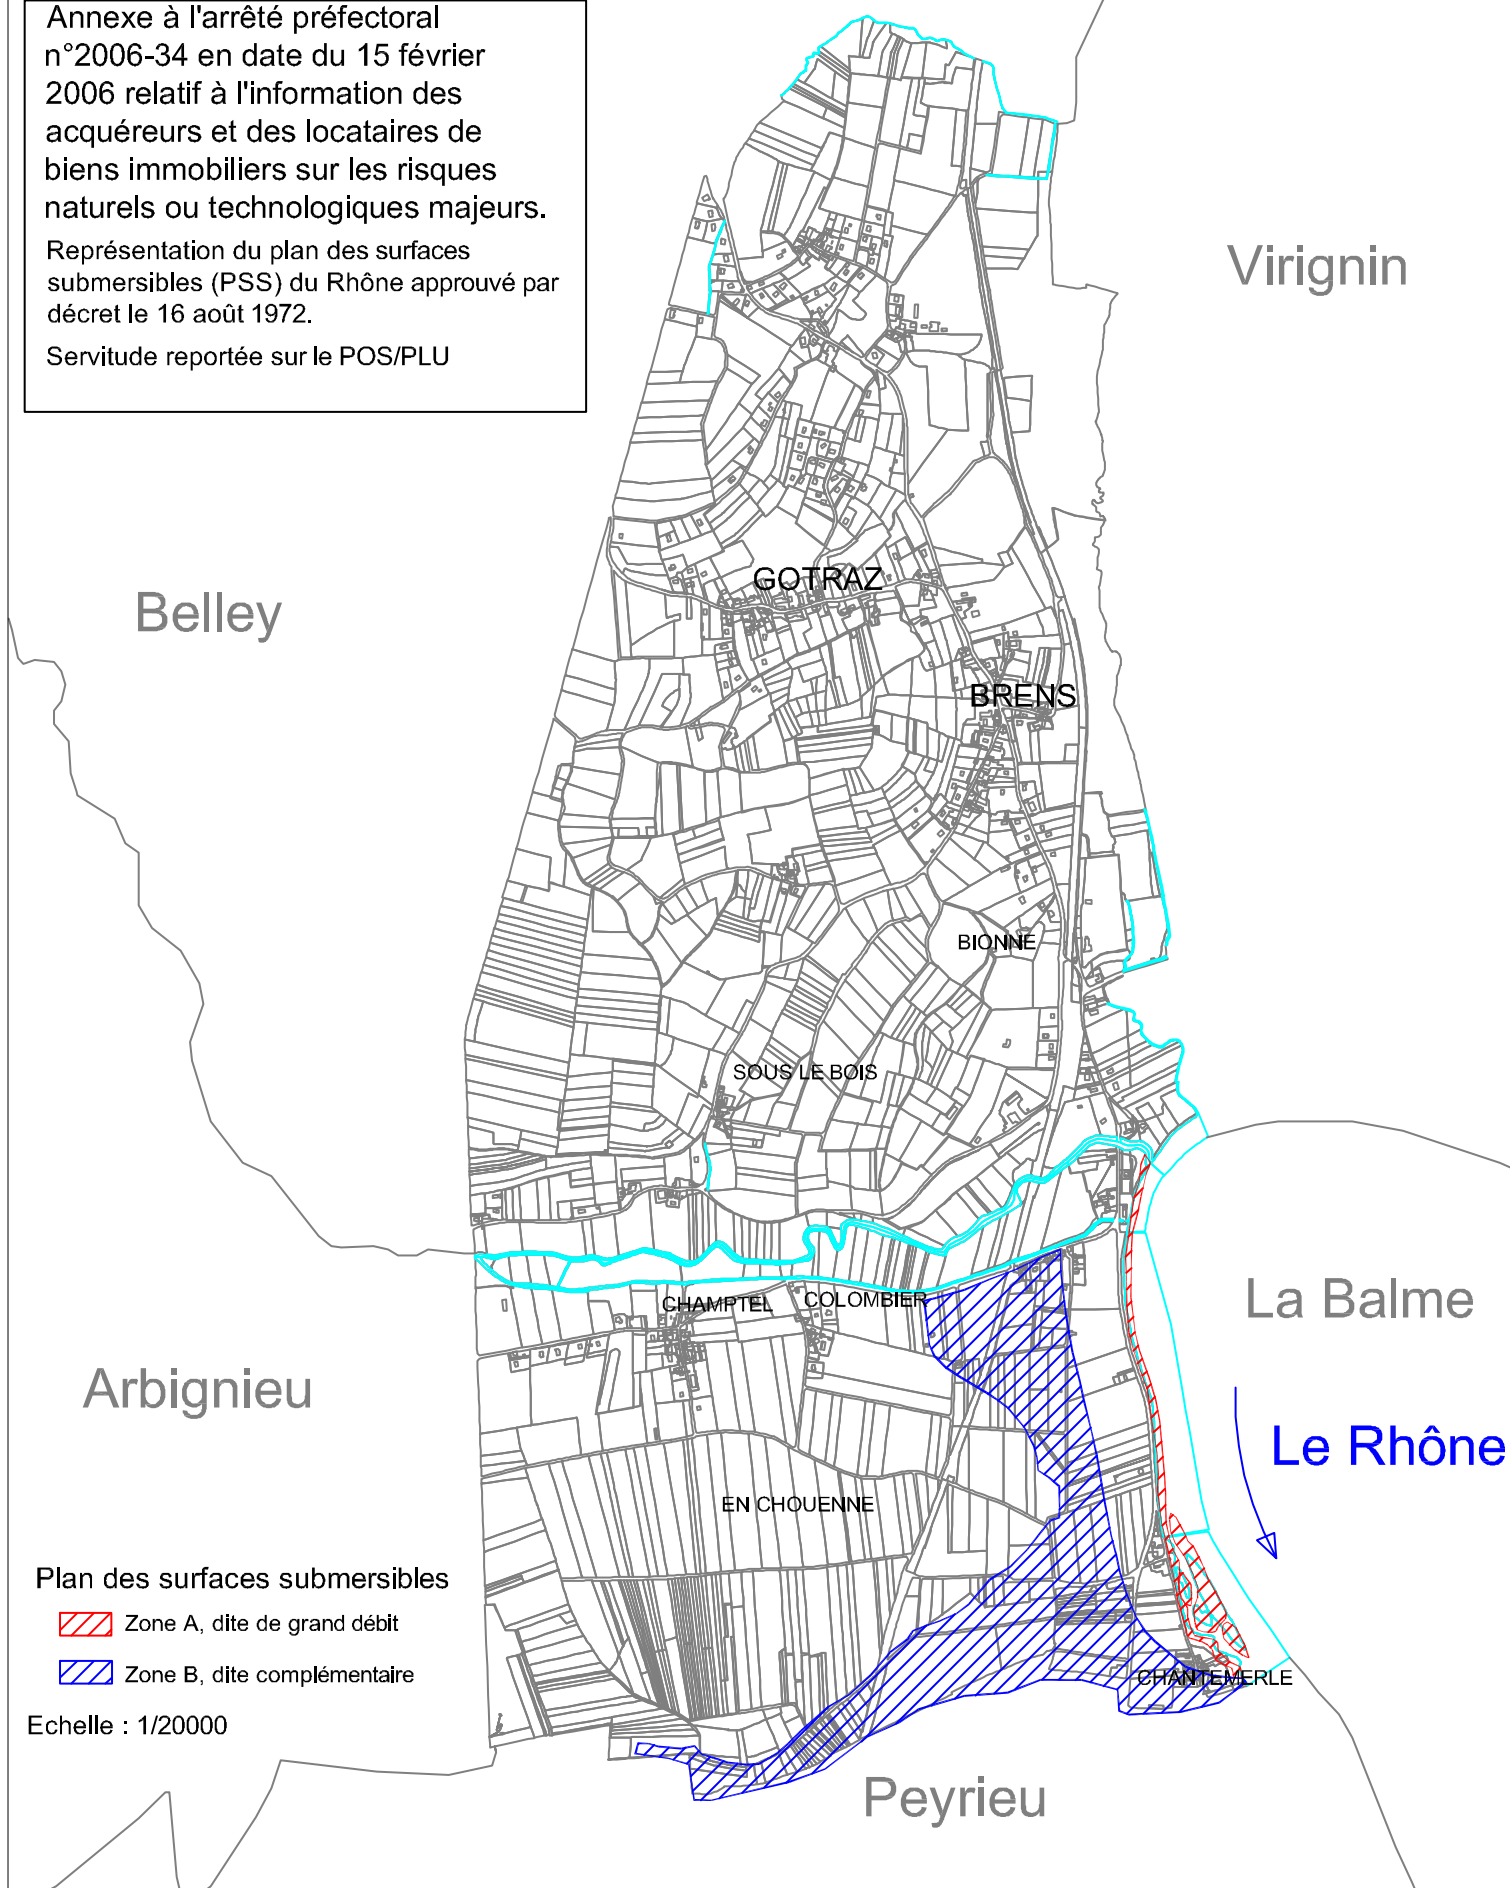 Annexe à l'arrêté préfectoral
n°2006-34 en date du 15 février
2006 relatif à l'information des
acquéreurs et des locataires de
biens immobiliers sur les risques
naturels ou technologiques majeurs.
Représentation du plan des surfaces
submersibles (PSS) du Rhône approuvé par
décret le 16 août 1972.
Servitude reportée sur le POS/PLU
Virignin
GOTRAZ
Belley
BRENS
BIONNE
SOUS LE BOIS
La Balme
CHAMPTEL
COLOMBIER
Arbignieu
Le Rhône
EN CHOUENNE
Plan des surfaces submersibles
Zone A, dite de grand débit
Zone B, dite complémentaire
CHANTEMERLE
Echelle : 1/20000
Peyrieu